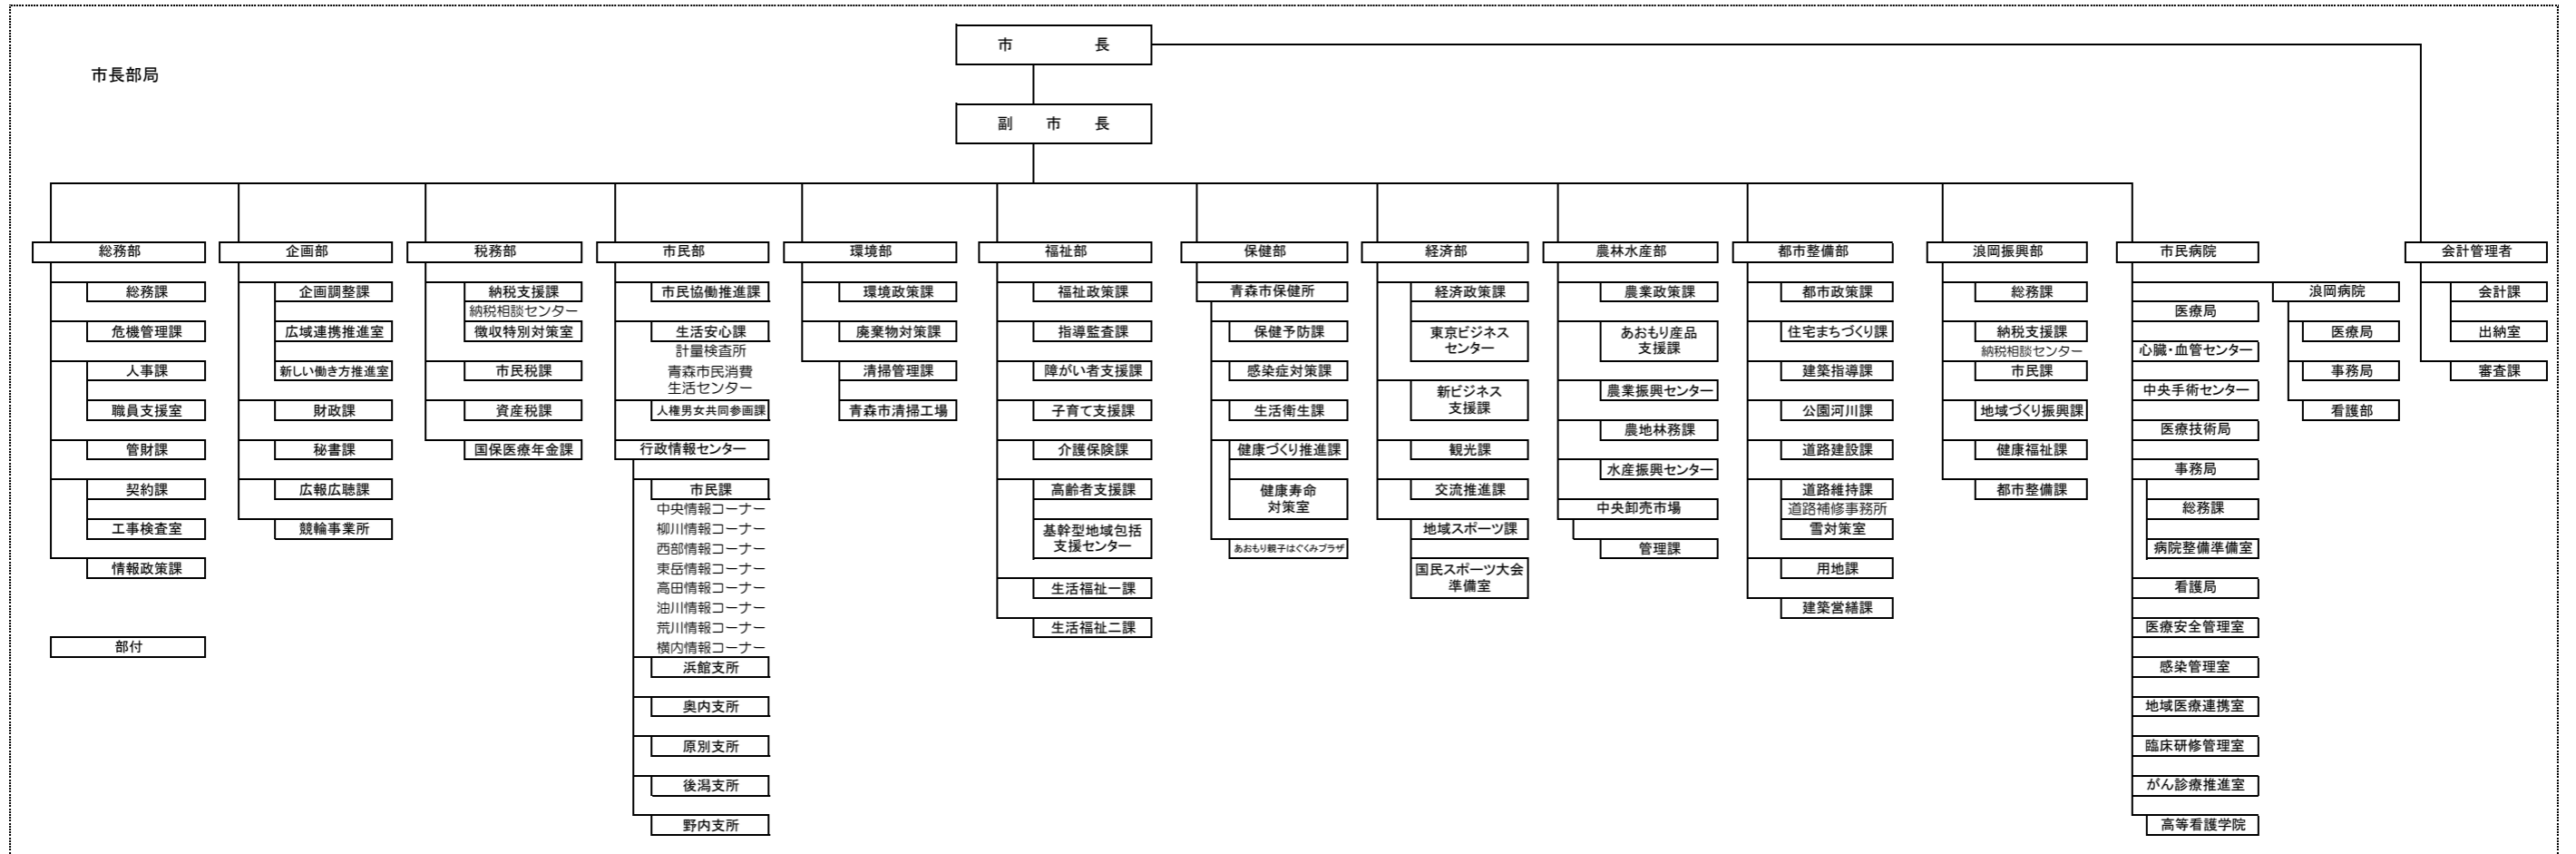 市長
市長部局
副市長
総務部
総務課
危機管理課
人事課
職員支援室
管財課
契約課
工事検査室
情報政策課
部付
企画部
企画調整課
広域連携推進室
新しい働き方推進室
財政課
秘書課
広報広聴課
競輪事業所
税務部
納税支援課
納税相談センター
徴収特別対策室
市民税課
資産税課
国保医療年金課
市民部
市民協働推進課
生活安心課
計量検査所
青森市民消費
生活センター
人権男女共同参画課
行政情報センター
市民課
中央情報コーナー
柳川情報コーナー
西部情報コーナー
東岳情報コーナー
高田情報コーナー
油川情報コーナー
荒川情報コーナー
横内情報コーナー
浜館支所
奥内支所
原別支所
後潟支所
野内支所
環境部
環境政策課
廃棄物対策課
清掃管理課
青森市清掃工場
福祉部
福祉政策課
指導監査課
障がい者支援課
子育て支援課
介護保険課
高齢者支援課
基幹型地域包括
支援センター
生活福祉一課
生活福祉二課
保健部
青森市保健所
保健予防課
感染症対策課
生活衛生課
健康づくり推進課
健康寿命
対策室
あおもり親子はぐくみプラザ
経済部
経済政策課
東京ビジネス
センター
新ビジネス
支援課
観光課
交流推進課
地域スポーツ課
国民スポーツ大会
準備室
農林水産部
農業政策課
あおもり産品
支援課
農業振興センター
農地林務課
水産振興センター
中央卸売市場
管理課
都市整備部
都市政策課
住宅まちづくり課
建築指導課
公園河川課
道路建設課
道路維持課
道路補修事務所
雪対策室
用地課
建築営繕課
浪岡振興部
総務課
納税支援課
納税相談センター
市民課
地域づくり振興課
健康福祉課
都市整備課
市民病院
医療局
心臓・血管センター
中央手術センター
医療技術局
事務局
総務課
病院整備準備室
看護局
医療安全管理室
感染管理室
地域医療連携室
臨床研修管理室
がん診療推進室
高等看護学院
浪岡病院
医療局
事務局
看護部
会計管理者
会計課
出納室
審査課